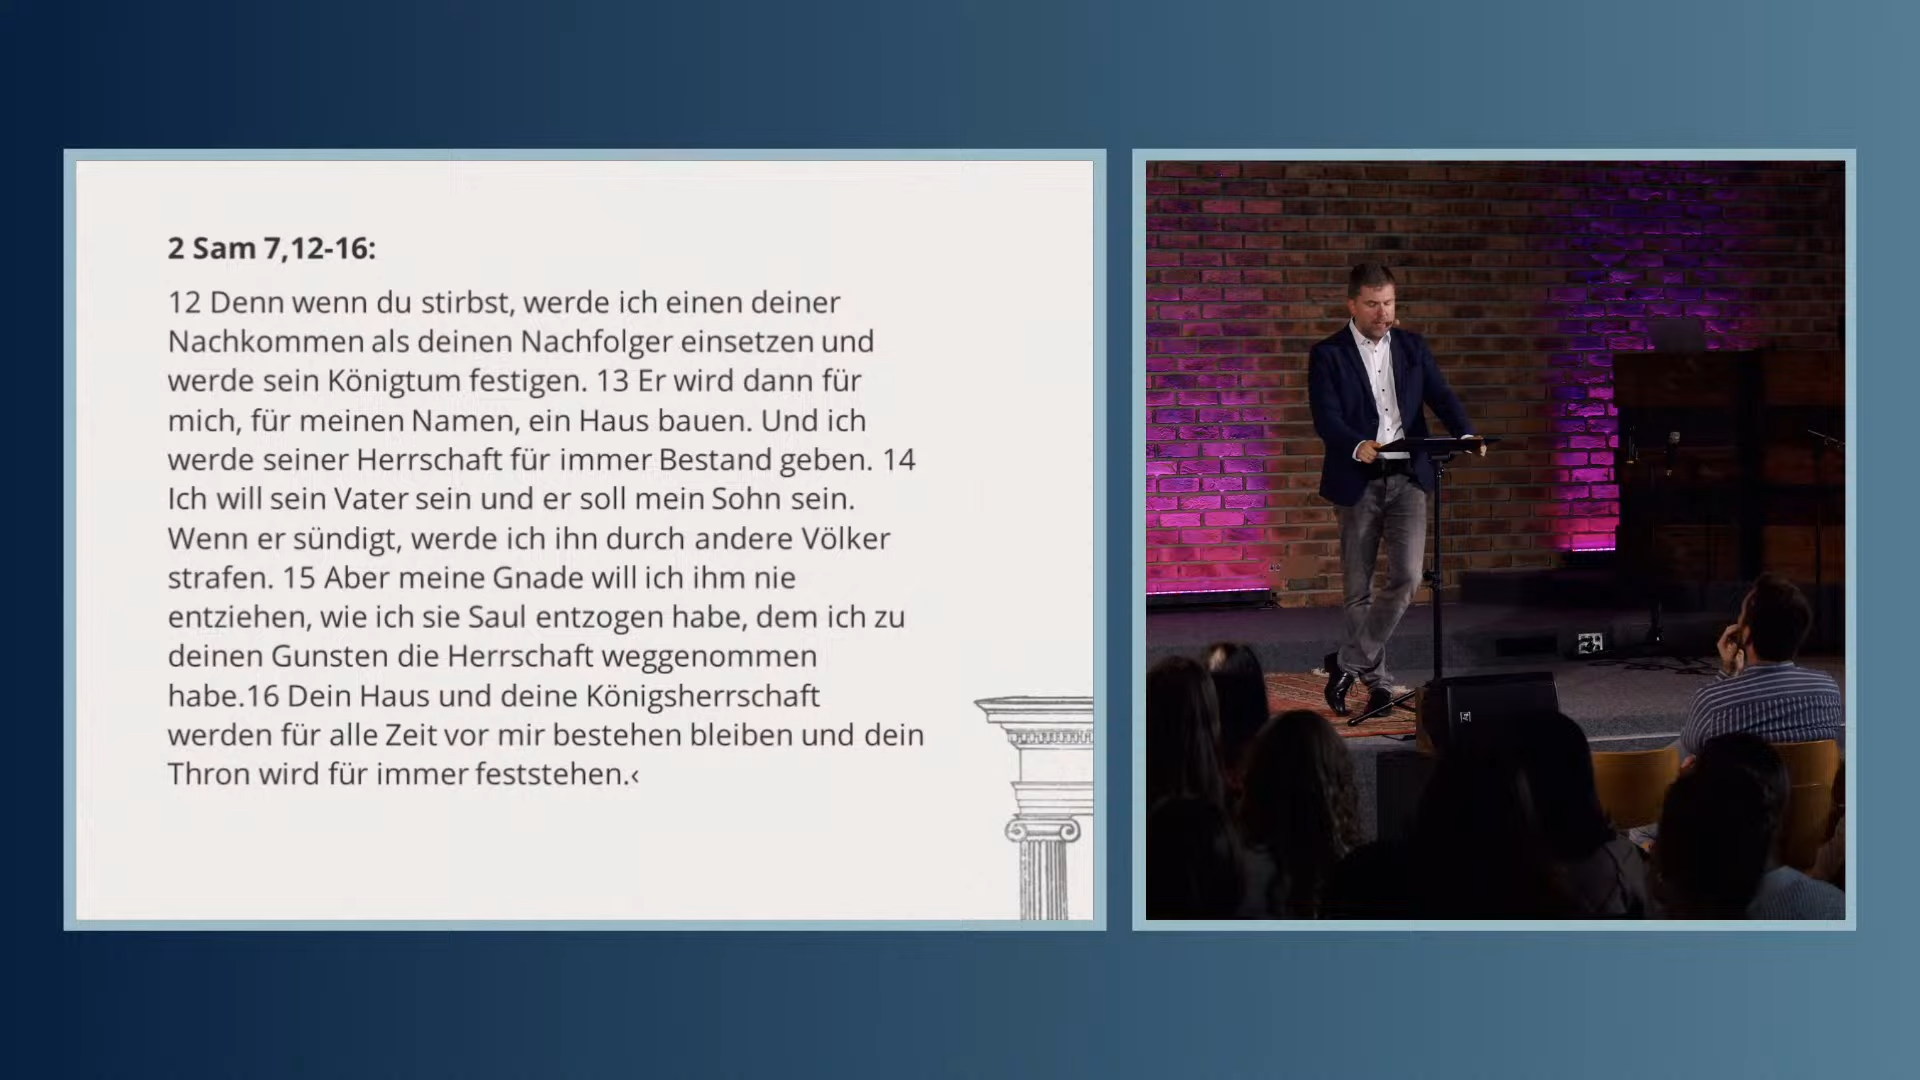 2 Sam 7,12-16:
12 Denn wenn du stirbst, werde ich einen deiner
Nachkommen als deinen Nachfolger einsetzen und
werde sein Königtum festigen. 13 Er wird dann für
mich, für meinen Namen, ein Haus bauen. Und ich
werde seiner Herrschaft für immer Bestand geben. 14
Ich will sein Vater sein und er soll mein Sohn sein.
Wenn er sündigt, werde ich ihn durch andere Völker
strafen. 15 Aber meine Gnade will ich ihm nie
entziehen, wie ich sie Saul entzogen habe, dem ich zu
deinen Gunsten die Herrschaft weggenommen
habe.16 Dein Haus und deine Königsherrschaft
werden für alle Zeit vor mir bestehen bleiben und dein
Thron wird für immer feststehen.‹